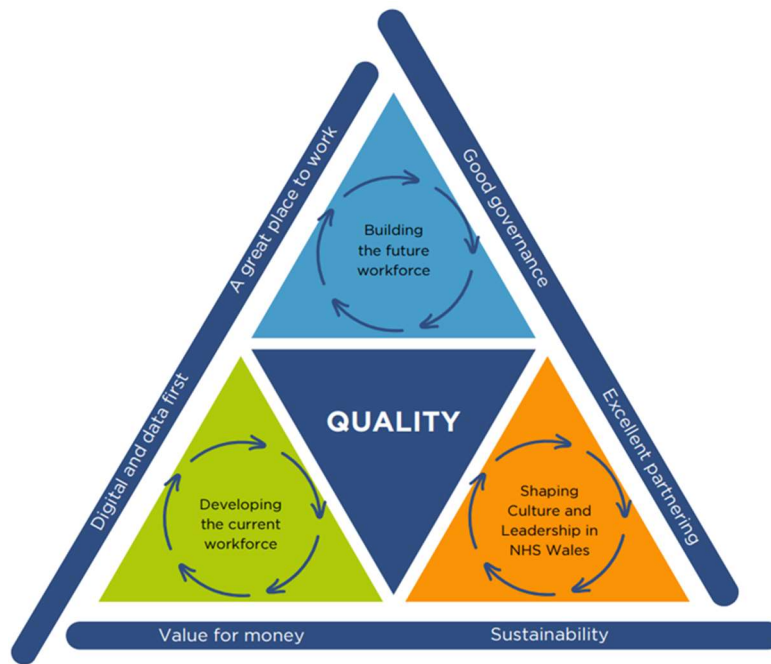 A great place to work
Digital and data first
Good governance
Excellent partnering
Building
the future
workforce
QUALITY
Developing
the current
workforce
Shaping
Culture and
Leadership in
NHS Wales
Value for money
Sustainability